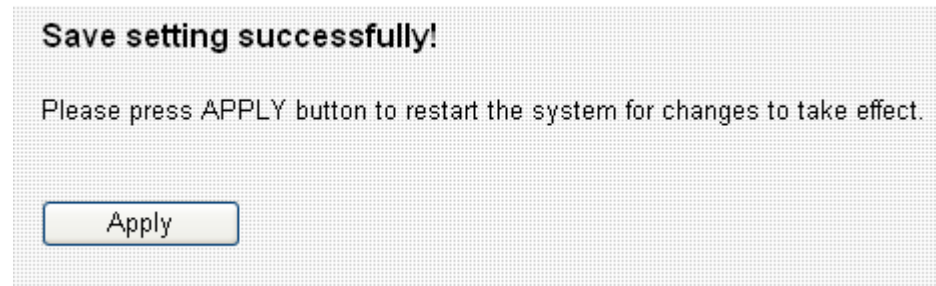 Save setting successfully!
Please press APPLY button to restart the system for changes to take effect.
Apply